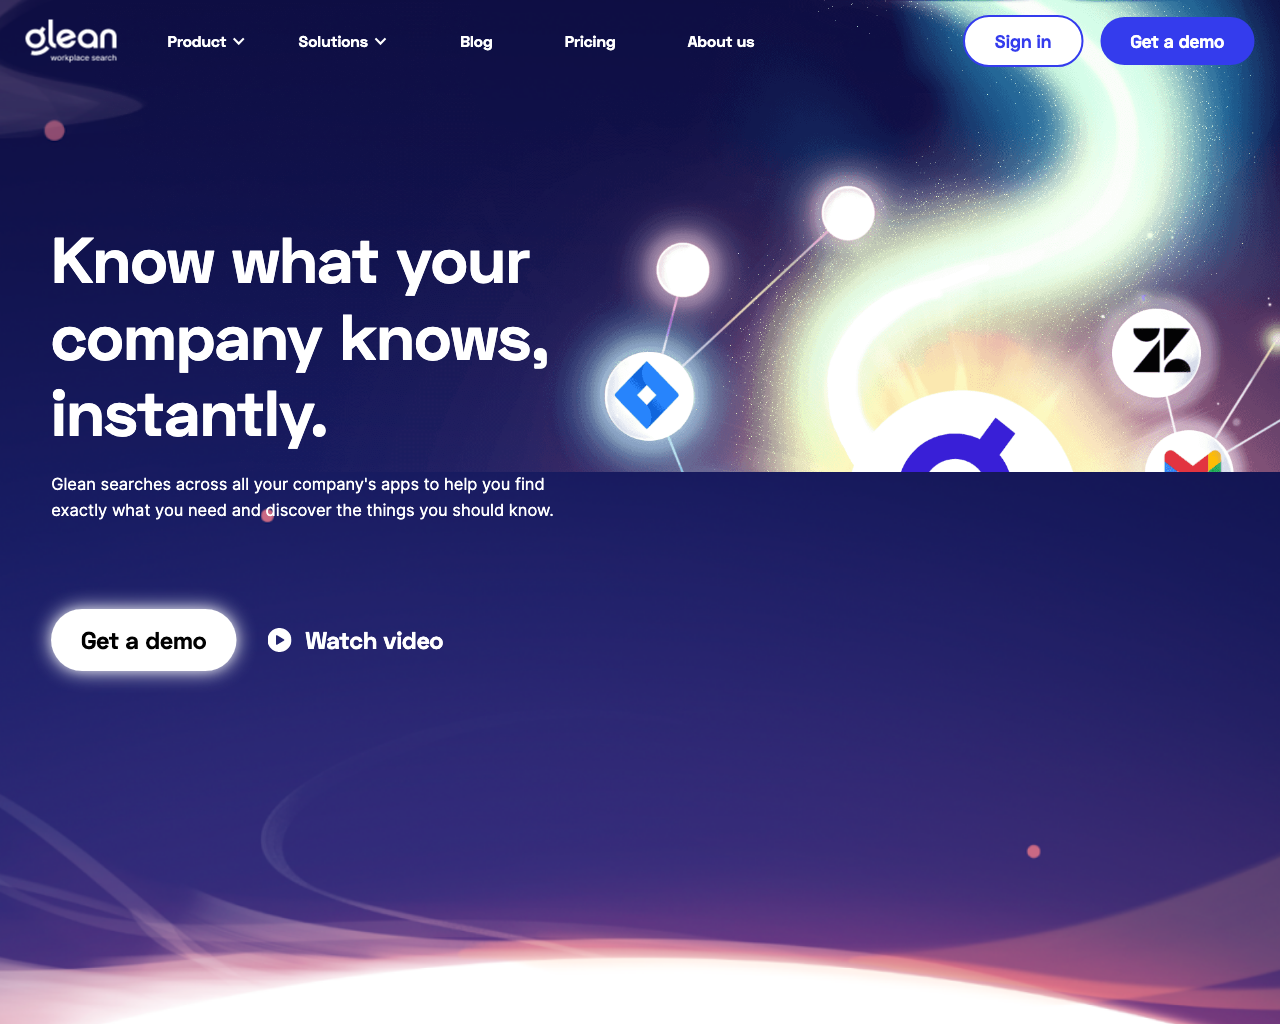 glean
workplace search
Product
Solutions
Blog
Pricing
About us
Sign in
Get a demo
Know what your
company knows,
instantly.
Glean searches across all your company's apps to help you find
exactly what you need and discover the things you should know.
Get a demo
Watch video